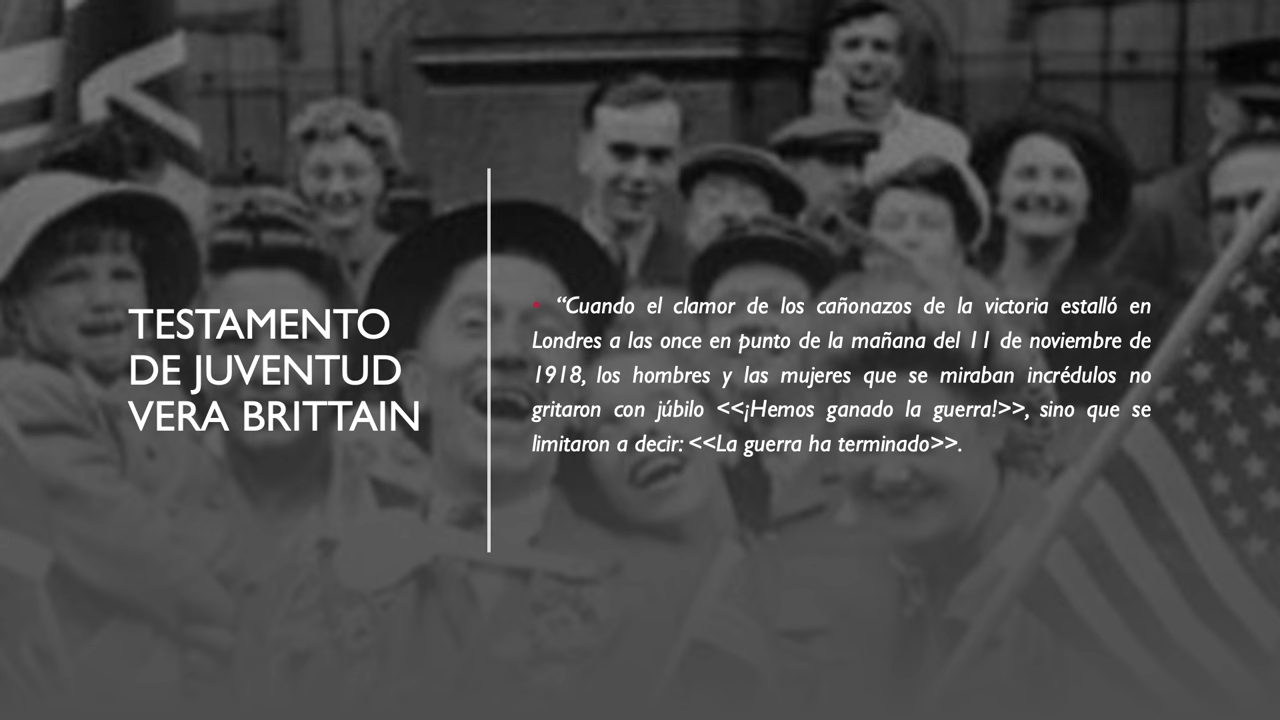 TESTAMENTO
DE JUVENTUD
VERA BRITTAIN
• “Cuando el clamor de los cañonazos de la victoria estalló en
Londres a las once en punto de la mañana del 11 de noviembre de
1918, los hombres y las mujeres que se miraban incrédulos no
gritaron con júbilo <<¡Hemos ganado la guerra!>>, sino que se
limitaron a decir: <<La guerra ha terminado>>.